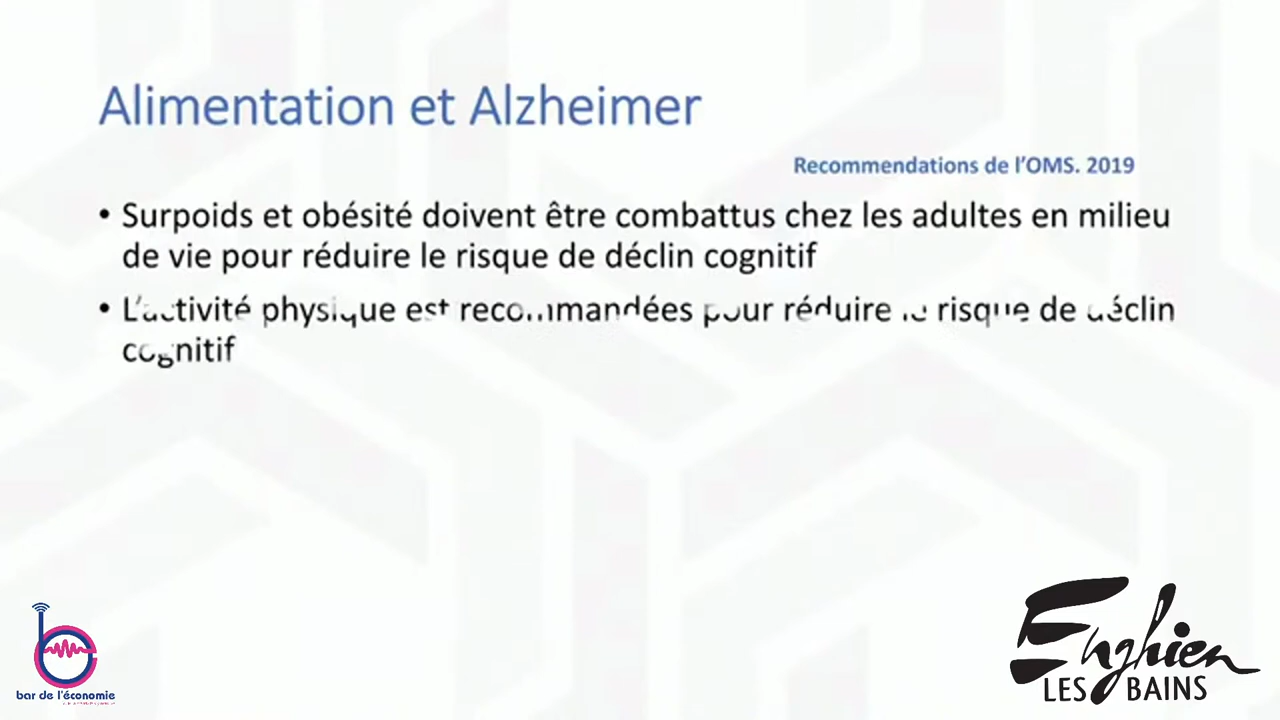 Alimentation et Alzheimer
Recommendations de l'OMS. 2019
• Surpoids et obésité doivent être combattus chez les adultes en milieu
de vie pour réduire le risque de déclin cognitif
• L'activité physique est recommandées pour réduire le risque de déclin
cognitif
bar de l'économie
Enghien
LES BAINS